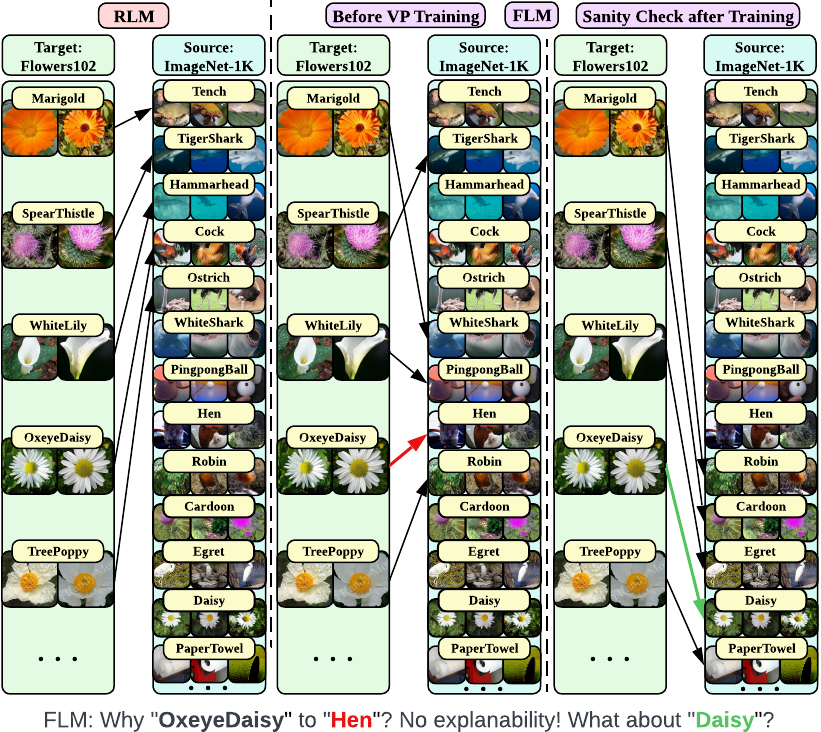 RLM
Before VP Training
FLM
Sanity Check after Training
Target:
Flowers102
Marigold
SpearThistle
WhiteLily
OxeyeDaisy
TreePoppy
. . .
Source:
ImageNet-1K
Tench
TigerShark
Hammarhead
Cock
Ostrich
WhiteShark
PingpongBall
Hen
Robin
Cardoon
Egret
Daisy
PaperTowel
. . .
Target:
Flowers102
Marigold
SpearThistle
WhiteLily
OxeyeDaisy
TreePoppy
. . .
Source:
ImageNet-1K
Tench
TigerShark
Hammarhead
Cock
Ostrich
WhiteShark
PingpongBall
Hen
Robin
Cardoon
Egret
Daisy
PaperTowel
. . .
Target:
Flowers102
Marigold
SpearThistle
WhiteLily
OxeyeDaisy
TreePoppy
. . .
Source:
ImageNet-1K
Tench
TigerShark
Hammarhead
Cock
Ostrich
WhiteShark
PingpongBall
Hen
Robin
Cardoon
Egret
Daisy
PaperTowel
. . .
FLM: Why "OxeyeDaisy" to "Hen"? No explanability! What about "Daisy"?